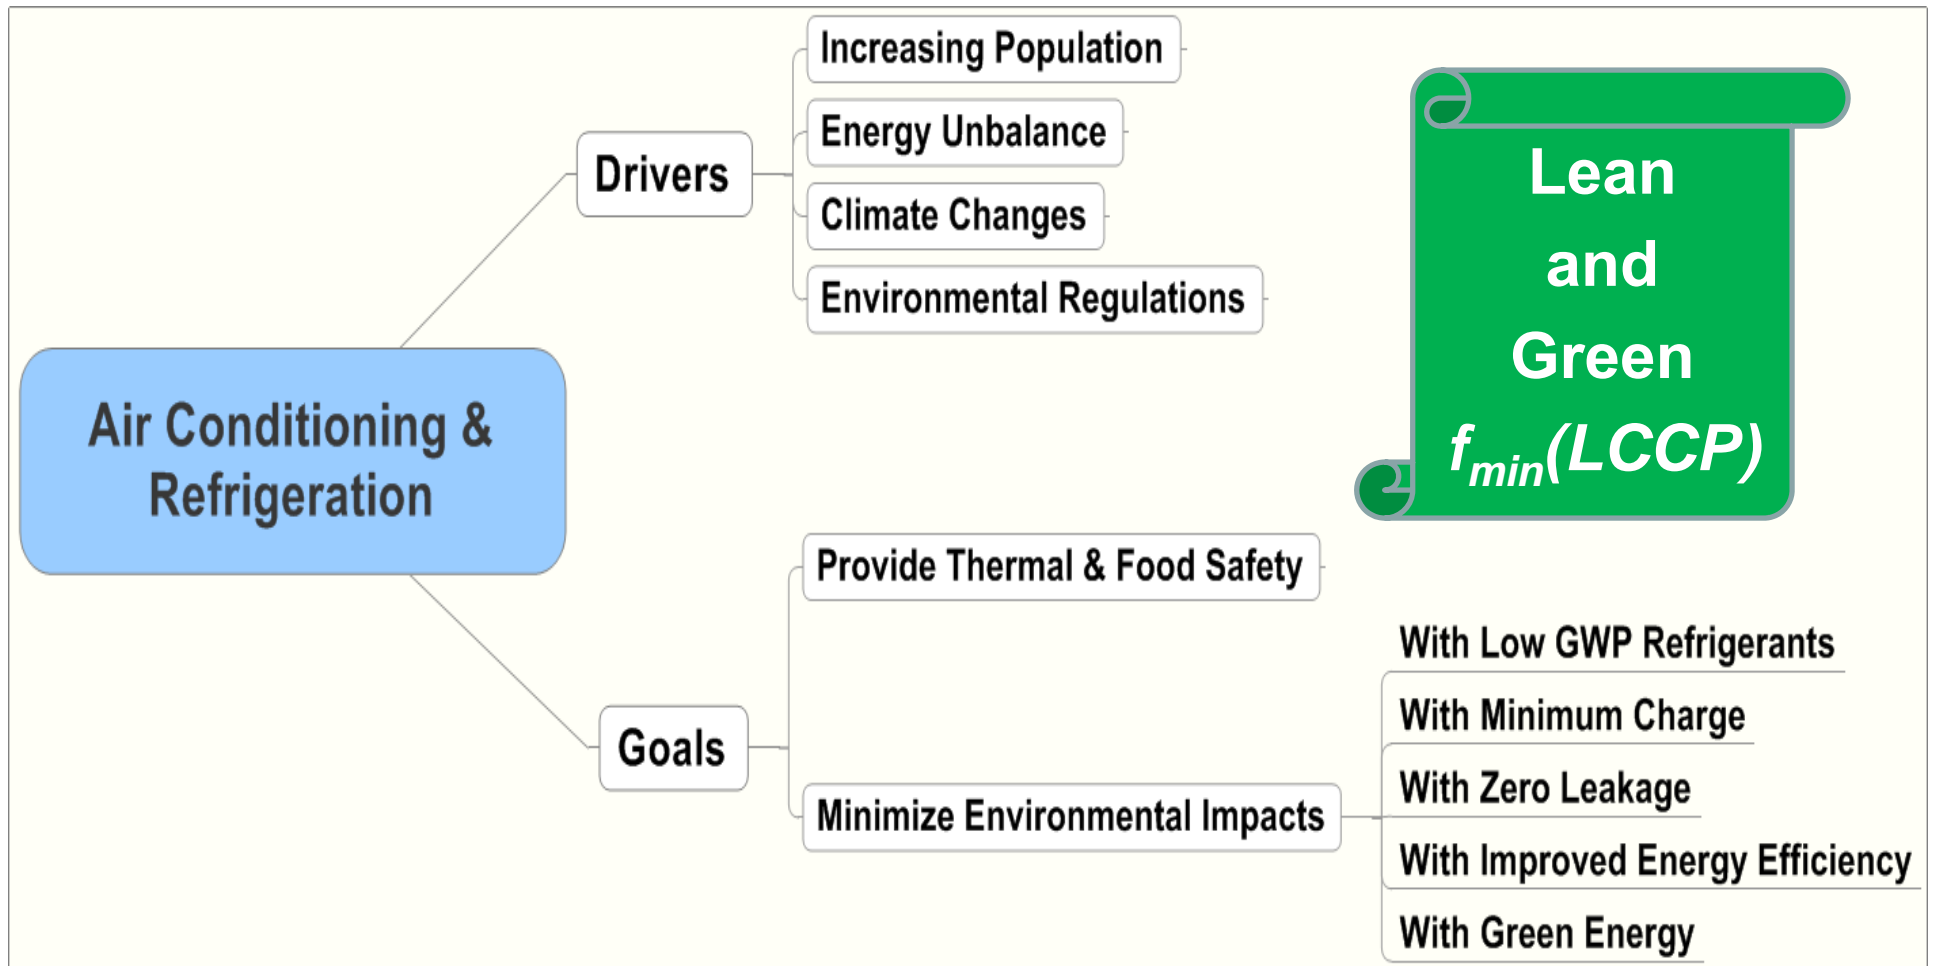 Air Conditioning &
Refrigeration
Drivers
Increasing Population
Energy Unbalance
Climate Changes
Environmental Regulations
Goals
Provide Thermal & Food Safety
Minimize Environmental Impacts
With Low GWP Refrigerants
With Minimum Charge
With Zero Leakage
With Improved Energy Efficiency
With Green Energy
Lean
and
Green
fmin(LCCP)